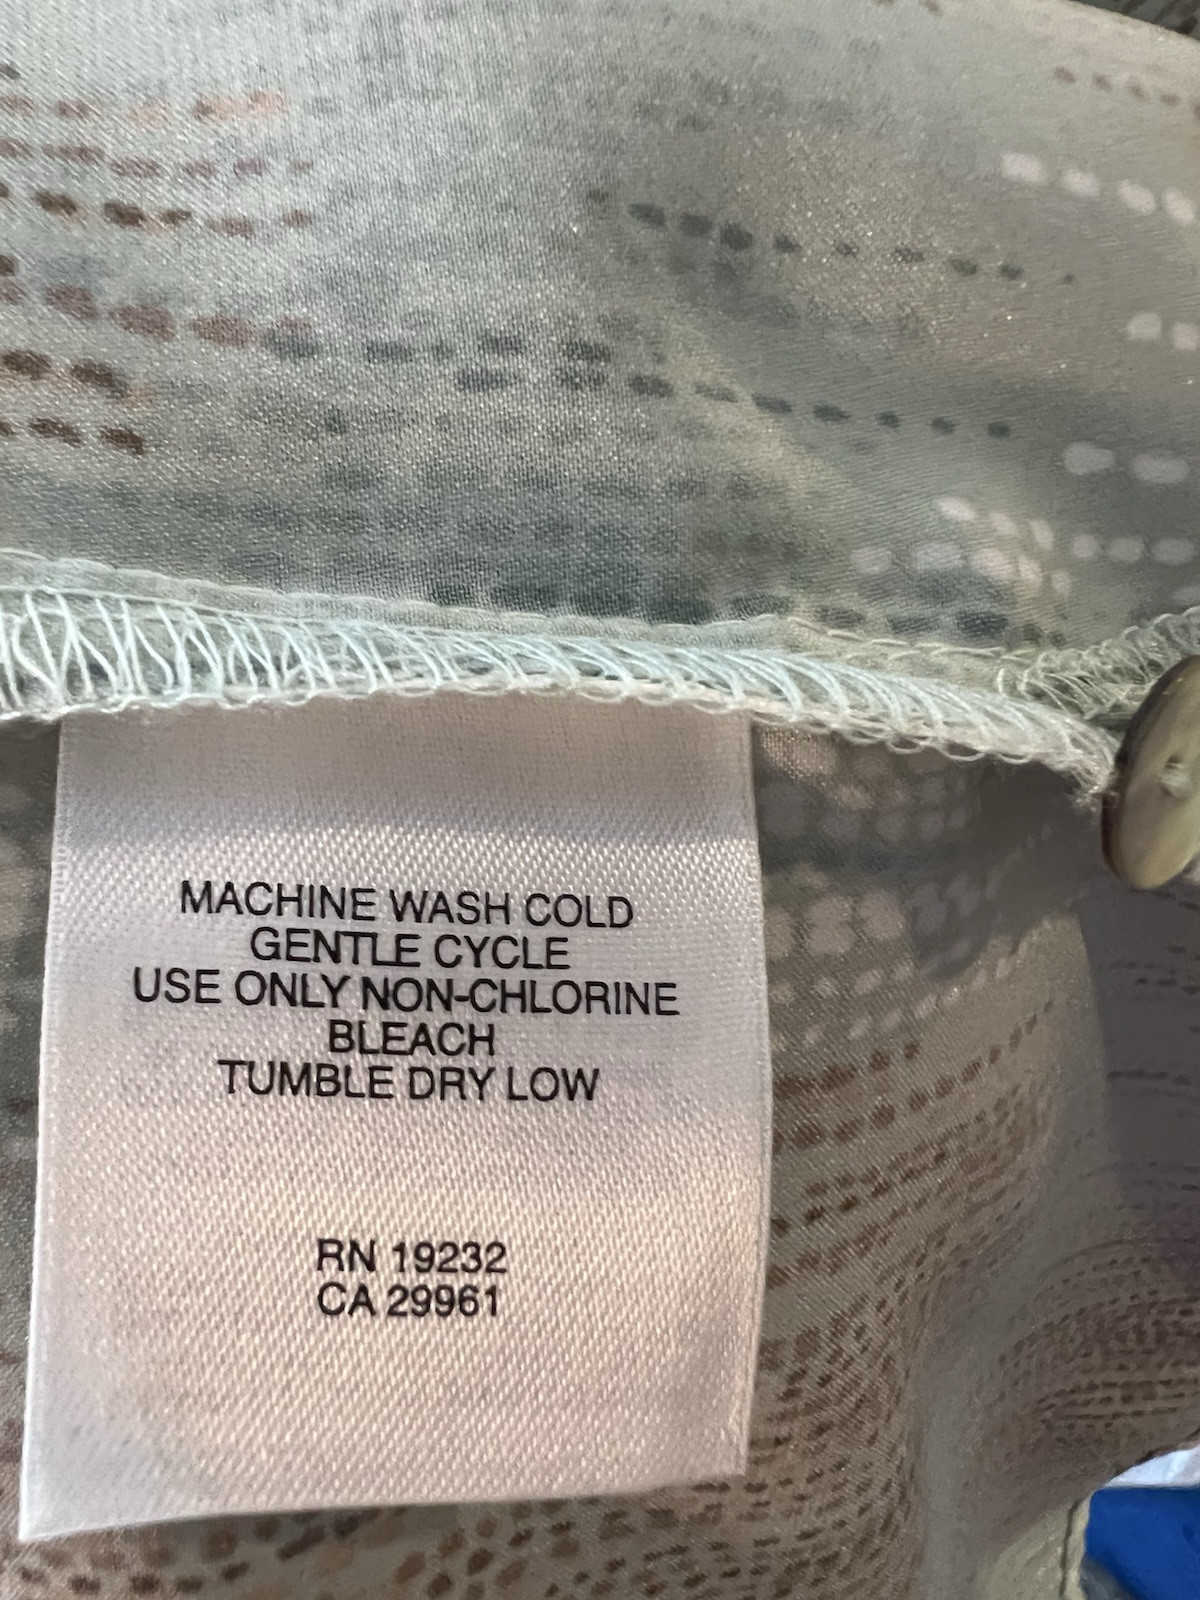 MACHINE WASH COLD
GENTLE CYCLE
USE ONLY NON-CHLORINE
BLEACH
TUMBLE DRY LOW
RN 19232
CA 29961